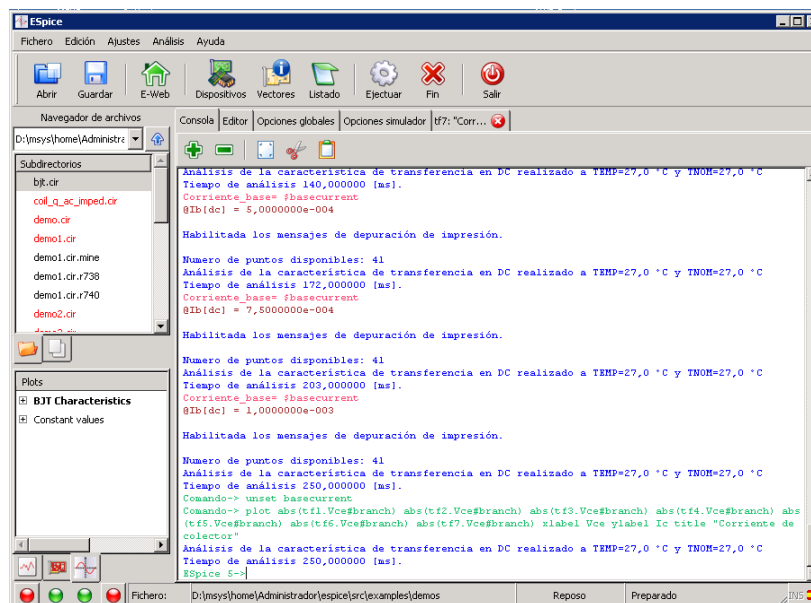 ESpice
Fichero Edición Ajustes Análisis Ayuda
Abrir Guardar E-Web Dispositivos Vectores Listado Ejectuar Fin Salir
Navegador de archivos
D:\msys\home\Administra
Subdirectorios
bjt.cir
coil_q_ac_imped.cir
demo.cir
demo1.cir
demo1.cir.mine
demo1.cir.r738
demo1.cir.r740
demo2.cir
Plots
BJT Characteristics
Constant values
Consola Editor Opciones globales Opciones simulador tf7: "Corr...
Análisis de la característica de transferencia en DC realizado a TEMP=27,0 °C y TNOM=27,0 °C
Tiempo de análisis 140,000000 [ms].
Corriente_base= $basecurrent
@Ib[dc] = 5,0000000e-004
Habilitada los mensajes de depuración de impresión.
Numero de puntos disponibles: 41
Análisis de la característica de transferencia en DC realizado a TEMP=27,0 °C y TNOM=27,0 °C
Tiempo de análisis 172,000000 [ms].
Corriente_base= $basecurrent
@Ib[dc] = 7,5000000e-004
Habilitada los mensajes de depuración de impresión.
Numero de puntos disponibles: 41
Análisis de la característica de transferencia en DC realizado a TEMP=27,0 °C y TNOM=27,0 °C
Tiempo de análisis 203,000000 [ms].
Corriente_base= $basecurrent
@Ib[dc] = 1,0000000e-003
Habilitada los mensajes de depuración de impresión.
Numero de puntos disponibles: 41
Análisis de la característica de transferencia en DC realizado a TEMP=27,0 °C y TNOM=27,0 °C
Tiempo de análisis 250,000000 [ms].
Comando-> unset basecurrent
Comando-> plot abs(tf1.Vce#branch) abs(tf2.Vce#branch) abs(tf3.Vce#branch) abs(tf4.Vce#branch) abs
(tf5.Vce#branch) abs(tf6.Vce#branch) abs(tf7.Vce#branch) xlabel Vce ylabel Ic title "Corriente de
colector"
Análisis de la característica de transferencia en DC realizado a TEMP=27,0 °C y TNOM=27,0 °C
Tiempo de análisis 250,000000 [ms].
ESpice 5->
Fichero: D:\msys\home\Administrador\espice\src\examples\demos Reposo Preparado INS